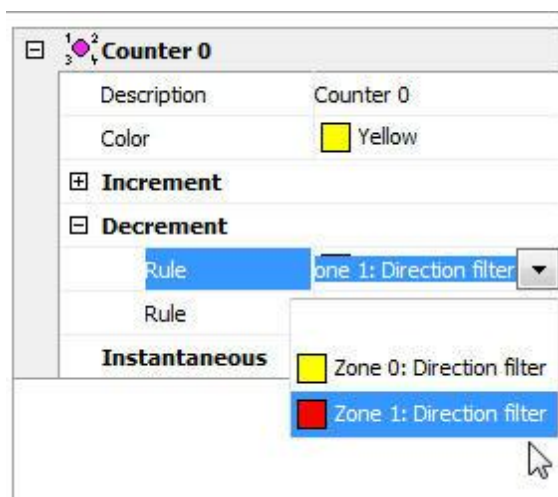 Counter 0
Description Counter 0
Color Yellow
Increment
Decrement
Rule one 1: Direction filter
Rule
Instantaneous
Zone 0: Direction filter
Zone 1: Direction filter